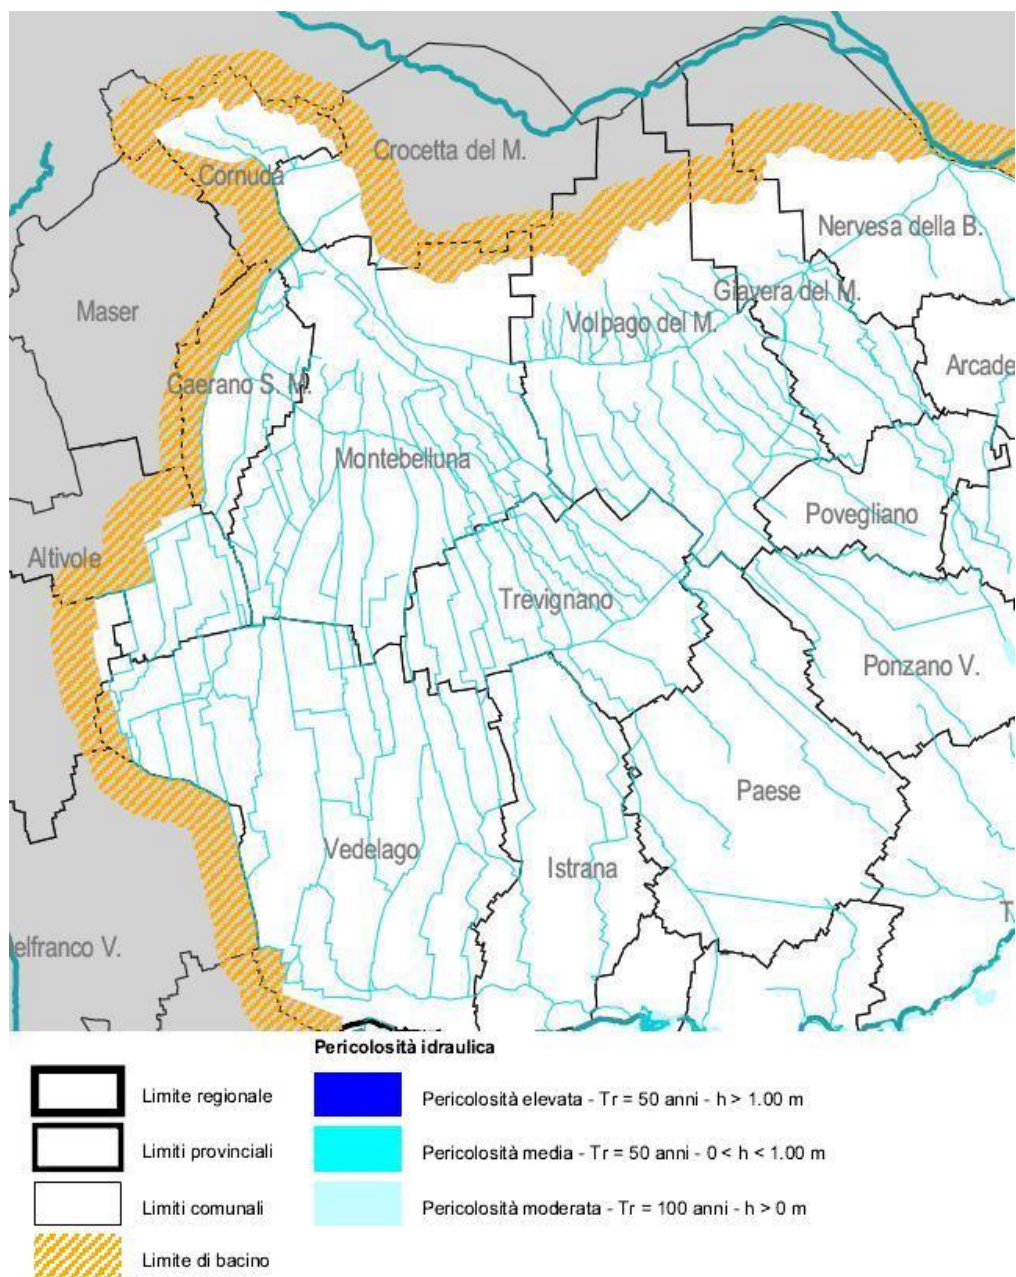 Crocetta del M.
Cornuda
Nervesa della B.
Maser
Giavera del M.
Volpago del M.
Arcade
Caerano S. M.
Montebelluna
Povegliano
Altivole
Trevignano
Ponzano V.
Paese
Vedelago
Istrana
T
elfranco V.
Pericolosità idraulica
Limite regionale
Pericolosità elevata - Tr = 50 anni - h > 1.00 m
Limiti provinciali
Pericolosità media - Tr = 50 anni - 0 < h < 1.00 m
Limiti comunali
Pericolosità moderata - Tr = 100 anni - h > 0 m
Limite di bacino